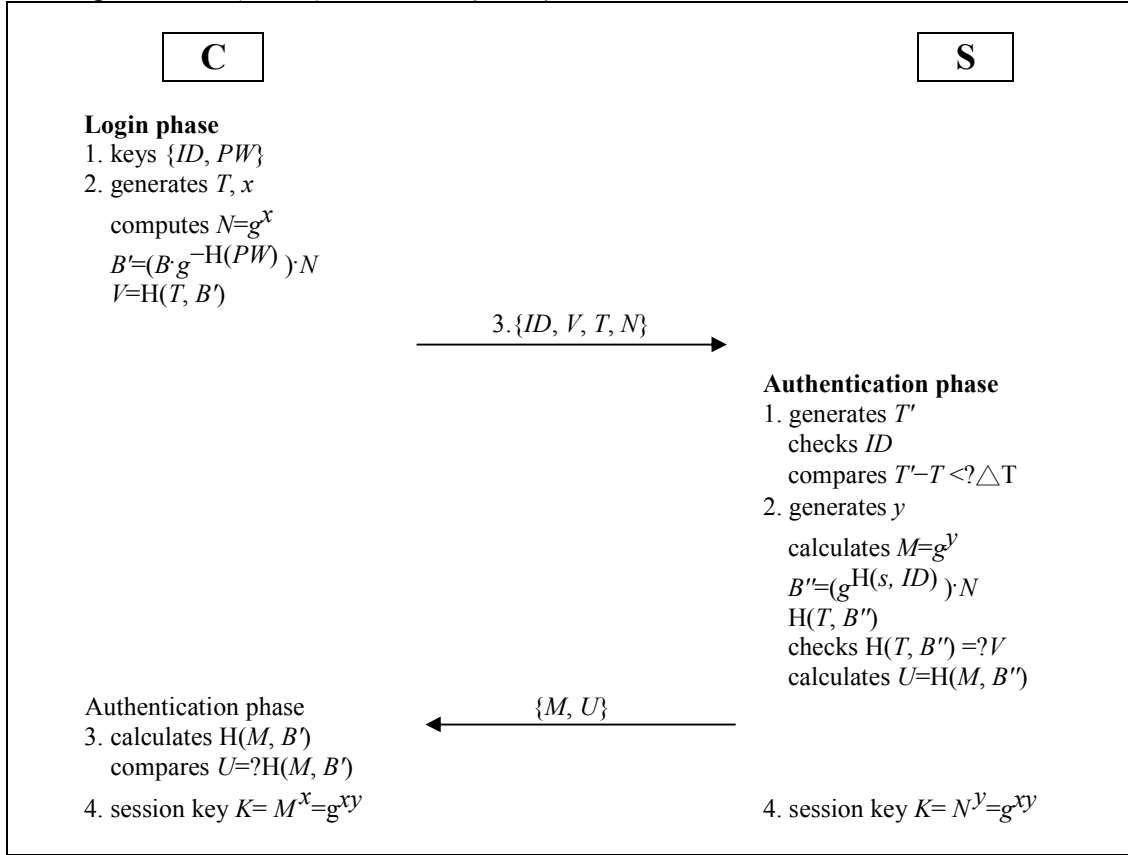 C
S
Login phase
1. keys {ID, PW}
2. generates T, x
computes N=g^x
B'=(B·g^−H(PW) )·N
V=H(T, B')
3.{ID, V, T, N}
Authentication phase
1. generates T'
checks ID
compares T'−T <?△T
2. generates y
calculates M=g^y
B''=(g^H(s, ID) )·N
H(T, B'')
checks H(T, B'') =?V
calculates U=H(M, B'')
{M, U}
Authentication phase
3. calculates H(M, B')
compares U=?H(M, B')
4. session key K= M^x=g^xy
4. session key K= N^y=g^xy